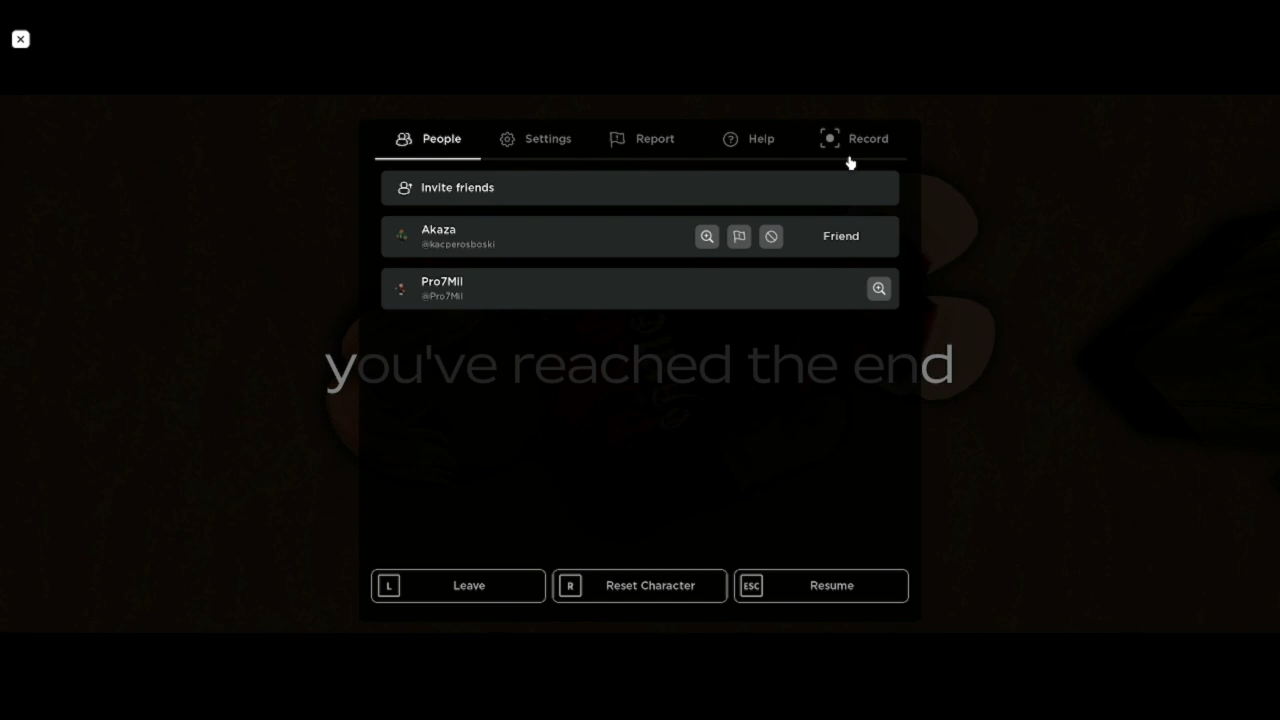 People
Settings
Report
Help
Record
Invite friends
Akaza
@kacperosboski
Friend
Pro7Mil
@Pro7Mil
you've reached the end
L Leave
R Reset Character
ESC Resume